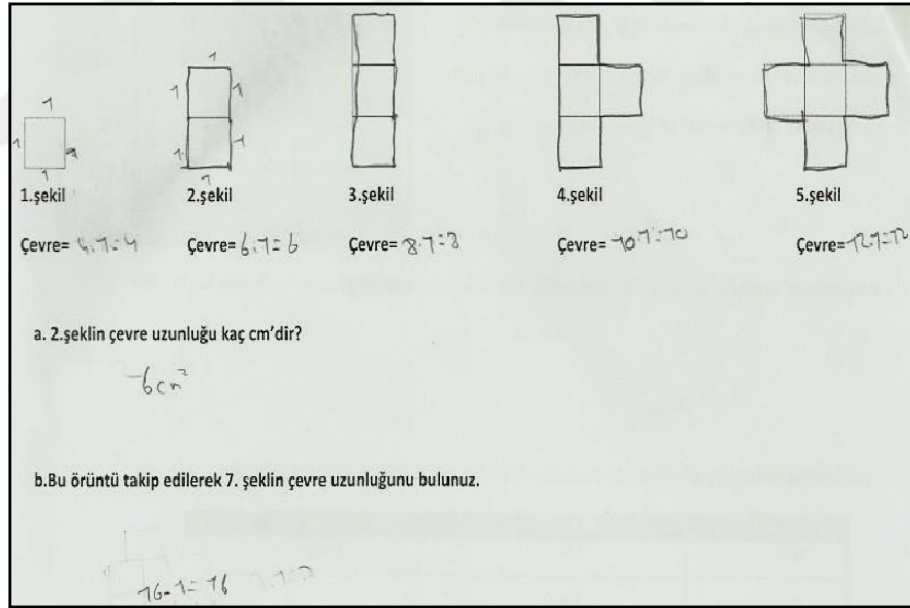 1
1 1
1
1 1
1 1
1
1.şekil 2.şekil 3.şekil 4.şekil 5.şekil
Çevre= 4.1=4 Çevre= 6.1=6 Çevre= 8.1=8 Çevre= 10.1=10 Çevre= 12.1=12
a. 2.şeklin çevre uzunluğu kaç cm'dir?
6cm²
b.Bu örüntü takip edilerek 7. şeklin çevre uzunluğunu bulunuz.
16.1=16